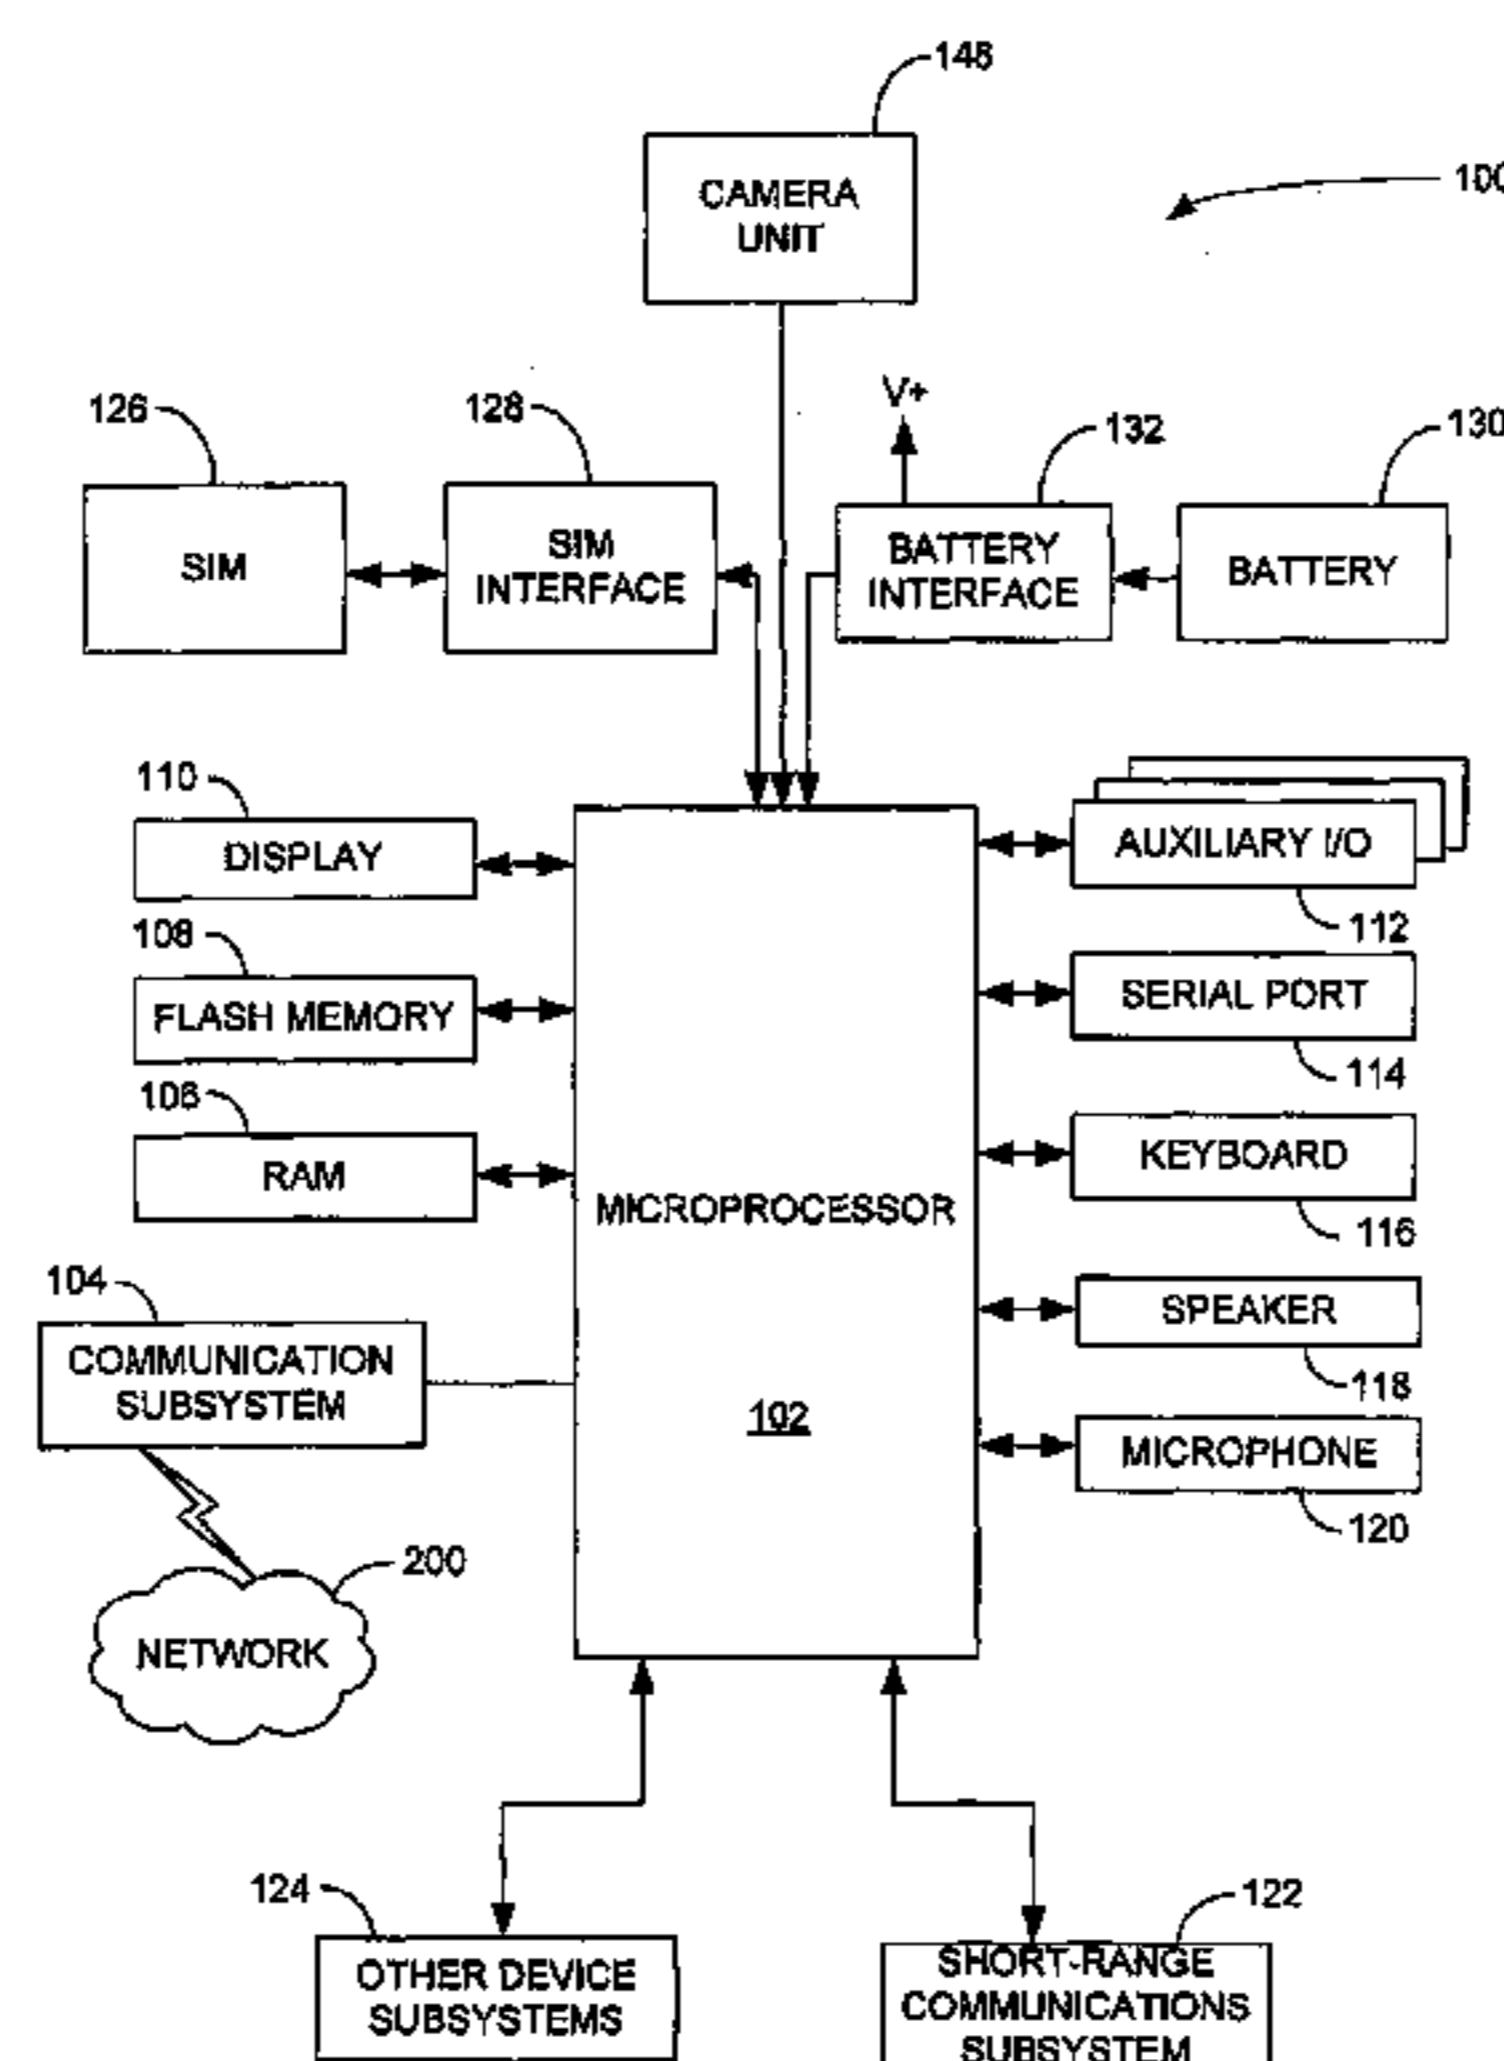 148
CAMERA
UNIT
100
V+
126
128
132
130
SIM
SIM
INTERFACE
BATTERY
INTERFACE
BATTERY
110
DISPLAY
AUXILIARY I/O
112
108
FLASH MEMORY
SERIAL PORT
114
106
RAM
KEYBOARD
116
MICROPROCESSOR
102
104
COMMUNICATION
SUBSYSTEM
SPEAKER
118
MICROPHONE
120
200
NETWORK
124
OTHER DEVICE
SUBSYSTEMS
122
SHORT-RANGE
COMMUNICATIONS
SUBSYSTEM